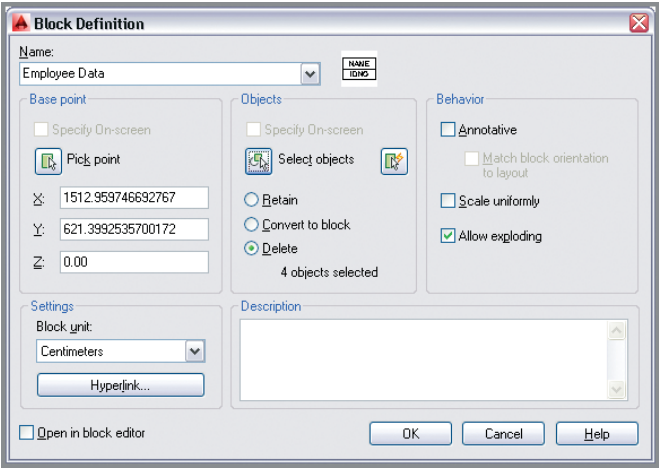 Block Definition
Name:
Employee Data
NAME
IDNO
Base point
Specify On-screen
Pick point
X: 1512.959746692767
Y: 621.3992535700172
Z: 0.00
Objects
Specify On-screen
Select objects
Retain
Convert to block
Delete
4 objects selected
Behavior
Annotative
Match block orientation
to layout
Scale uniformly
Allow exploding
Settings
Block unit:
Centimeters
Hyperlink...
Description
Open in block editor
OK
Cancel
Help